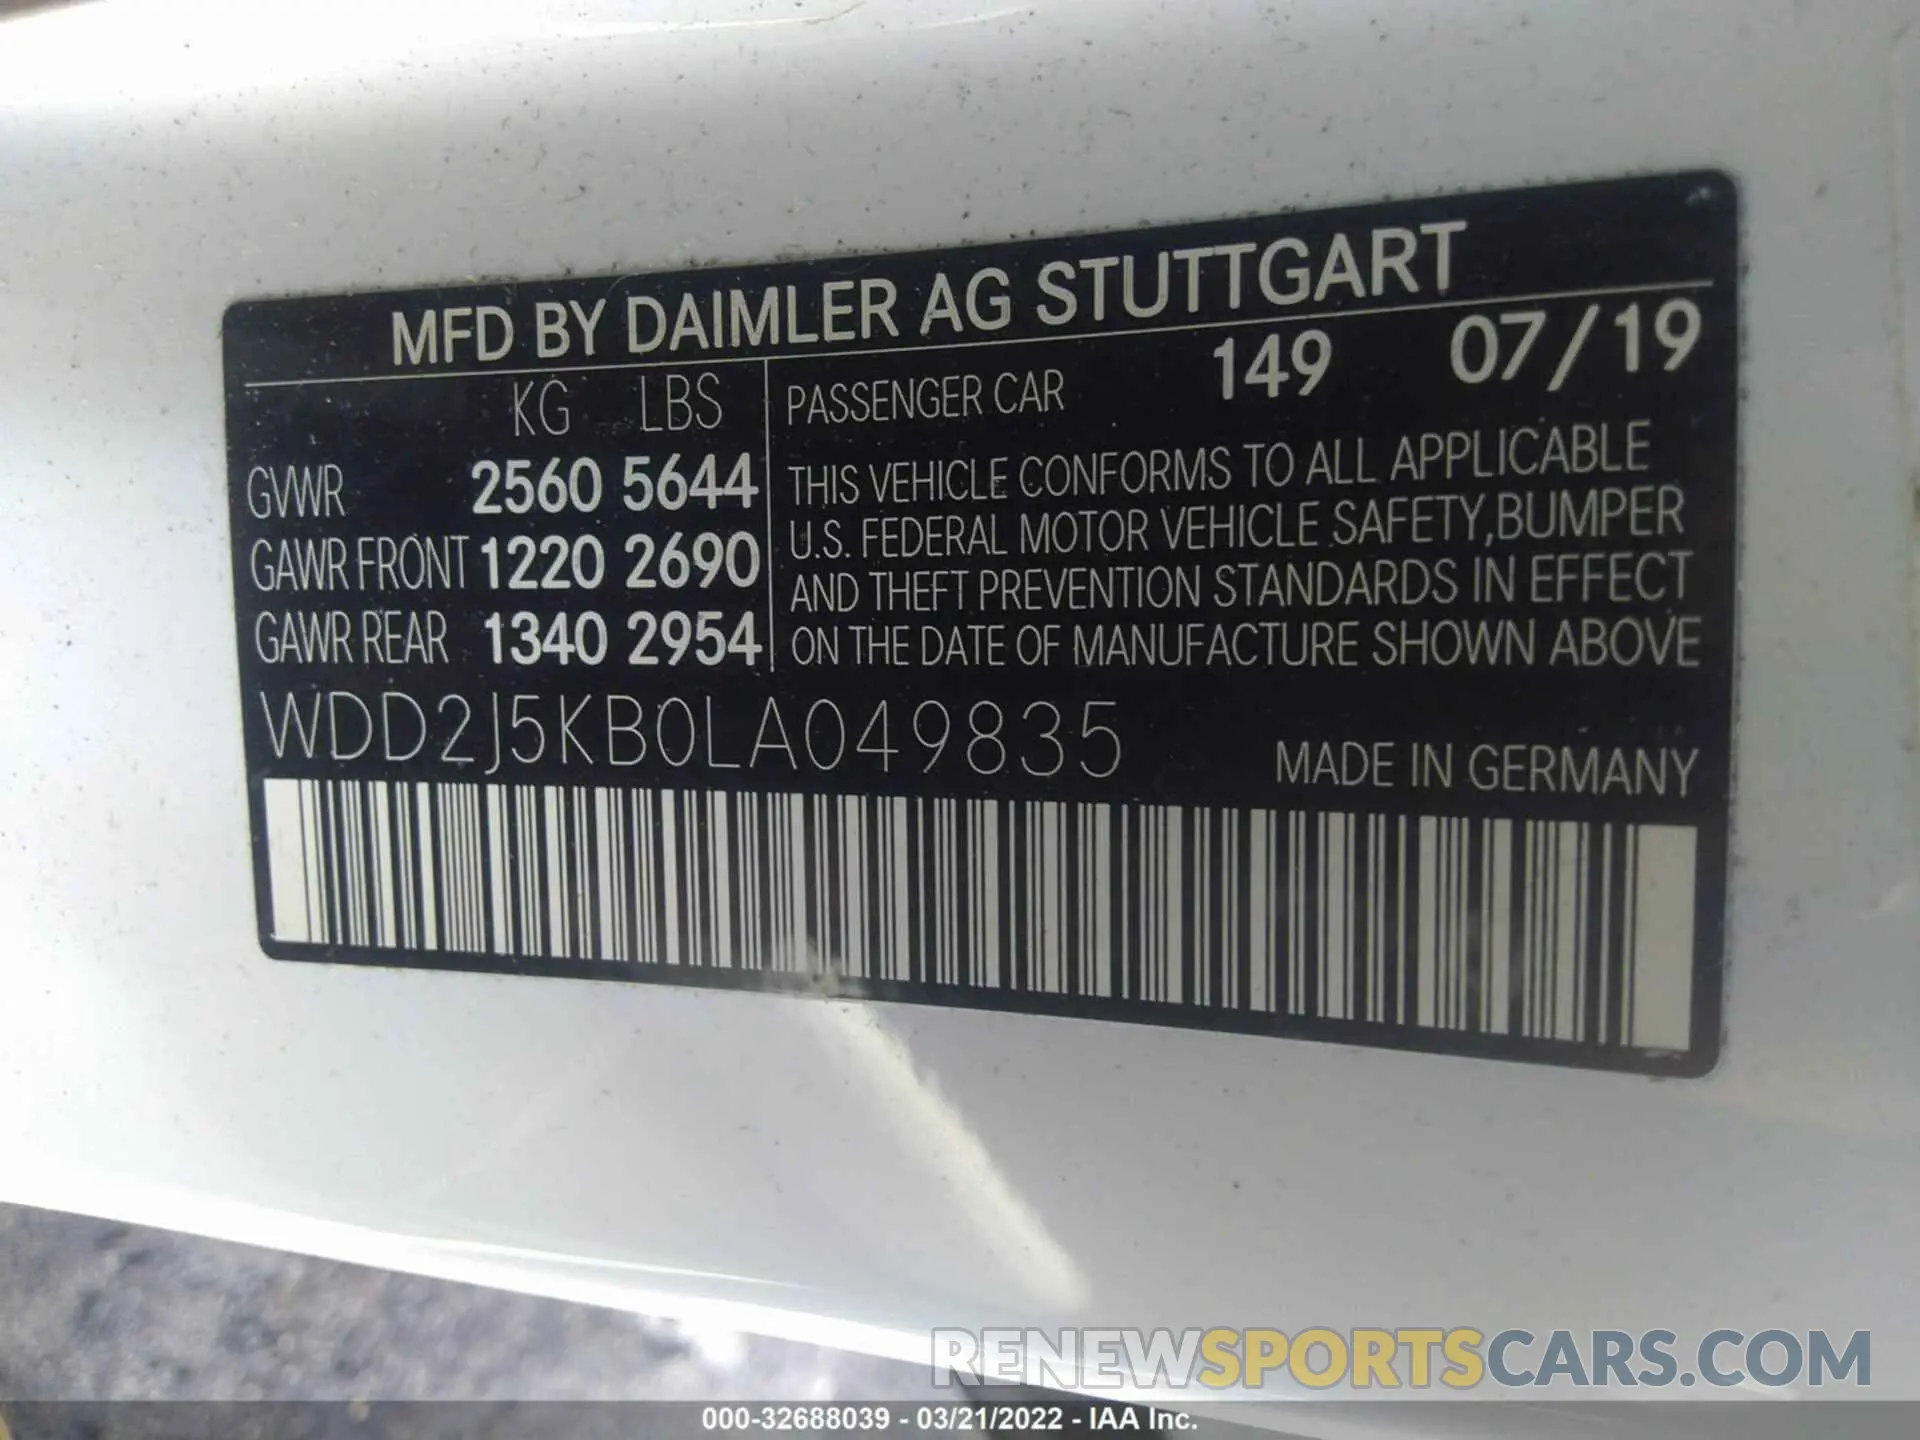 MFD BY DAIMLER AG STUTTGART
KG LBS
GVWR 2560 5644
GAWR FRONT 1220 2690
GAWR REAR 1340 2954
PASSENGER CAR 149 07/19
THIS VEHICLE CONFORMS TO ALL APPLICABLE
U.S. FEDERAL MOTOR VEHICLE SAFETY,BUMPER
AND THEFT PREVENTION STANDARDS IN EFFECT
ON THE DATE OF MANUFACTURE SHOWN ABOVE
WDD2J5KB0LA049835
MADE IN GERMANY
RENEWSPORTSCARS.COM
000-32688039 - 03/21/2022 - IAA Inc.